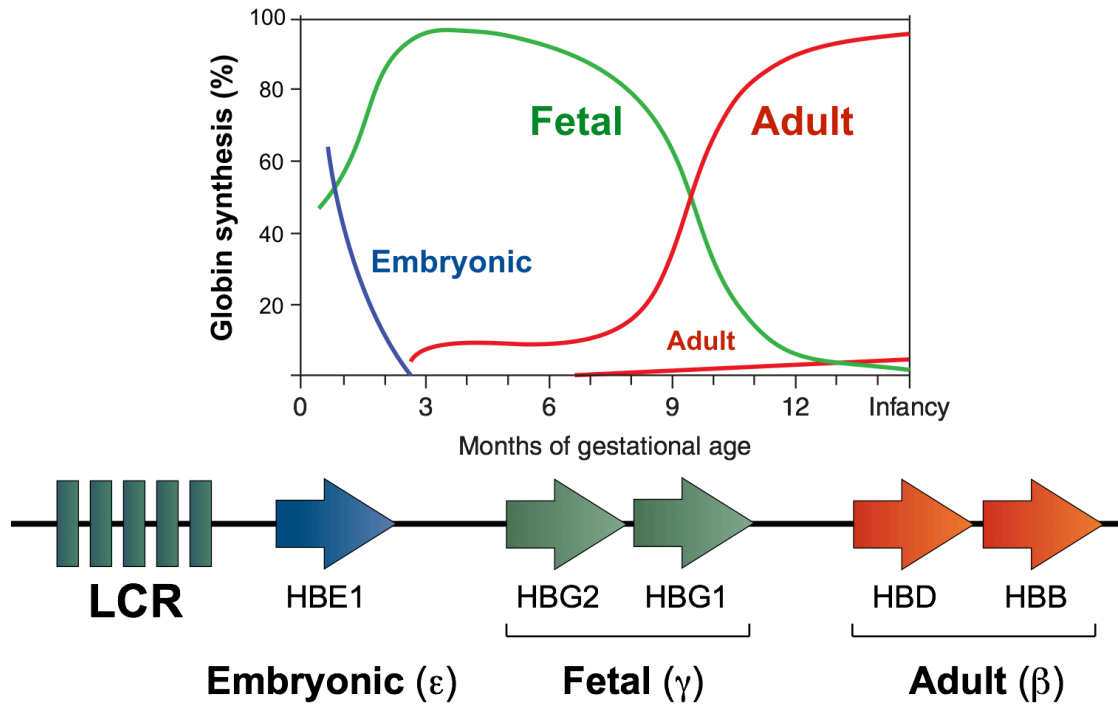 100
80
60
40
20
Globin synthesis (%)
Fetal
Adult
Embryonic
Adult
0 3 6 9 12 Infancy
Months of gestational age
LCR
HBE1 HBG2 HBG1 HBD HBB
Embryonic (ε) Fetal (γ) Adult (β)